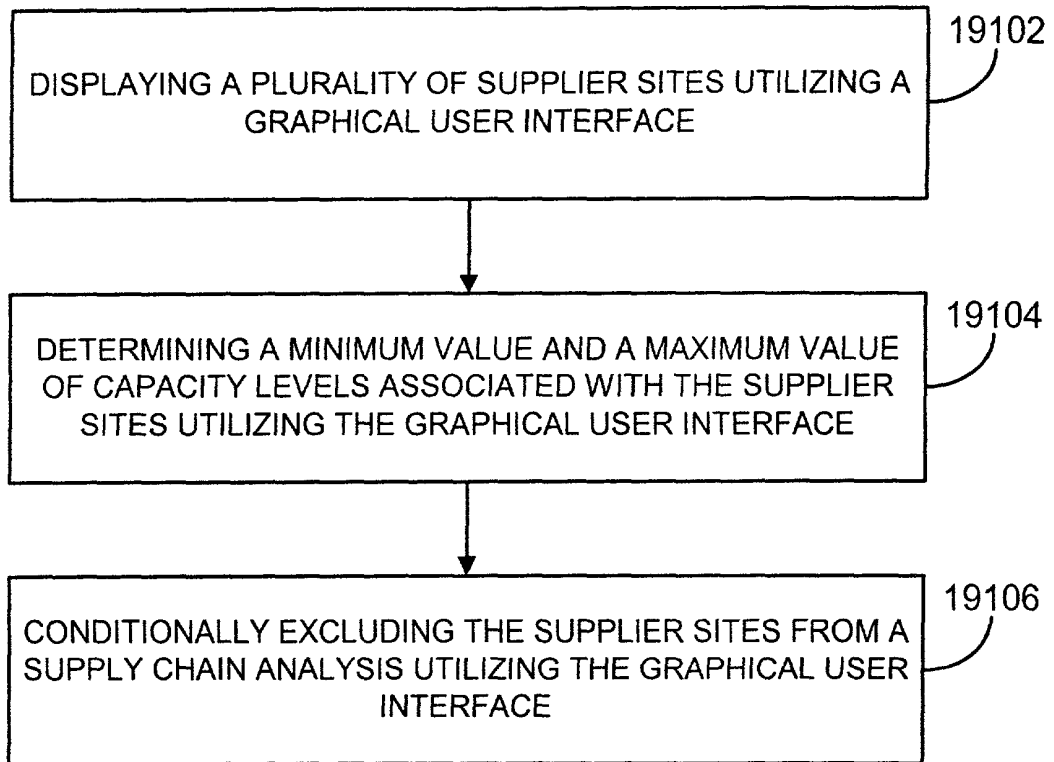 19102
DISPLAYING A PLURALITY OF SUPPLIER SITES UTILIZING A
GRAPHICAL USER INTERFACE
19104
DETERMINING A MINIMUM VALUE AND A MAXIMUM VALUE
OF CAPACITY LEVELS ASSOCIATED WITH THE SUPPLIER
SITES UTILIZING THE GRAPHICAL USER INTERFACE
19106
CONDITIONALLY EXCLUDING THE SUPPLIER SITES FROM A
SUPPLY CHAIN ANALYSIS UTILIZING THE GRAPHICAL USER
INTERFACE